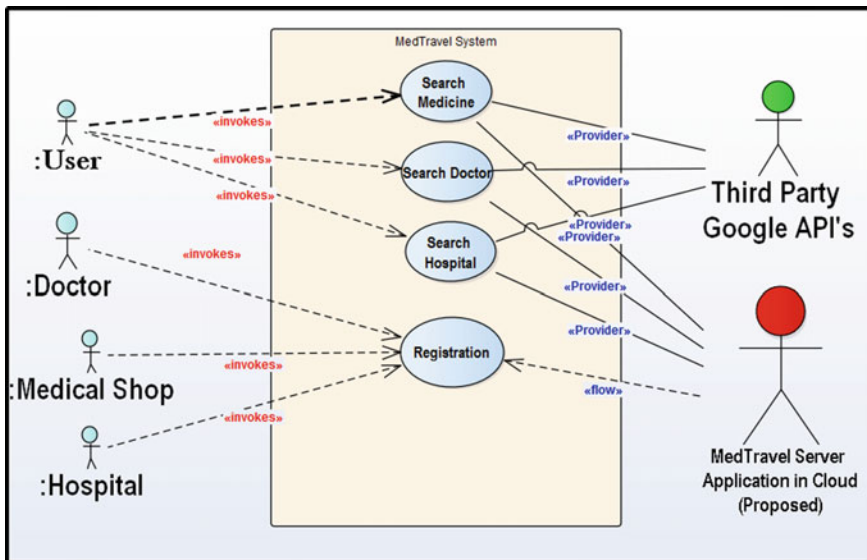 MedTravel System
Search
Medicine
«invokes»
:User
«Provider»
«invokes»
Search Doctor
«Provider»
Third Party
Google API's
«invokes»
Search
Hospital
«Provider»
«Provider»
«invokes»
:Doctor
«Provider»
«Provider»
Registration
:Medical Shop
«invokes»
«flow»
«invokes»
:Hospital
MedTravel Server
Application in Cloud
(Proposed)